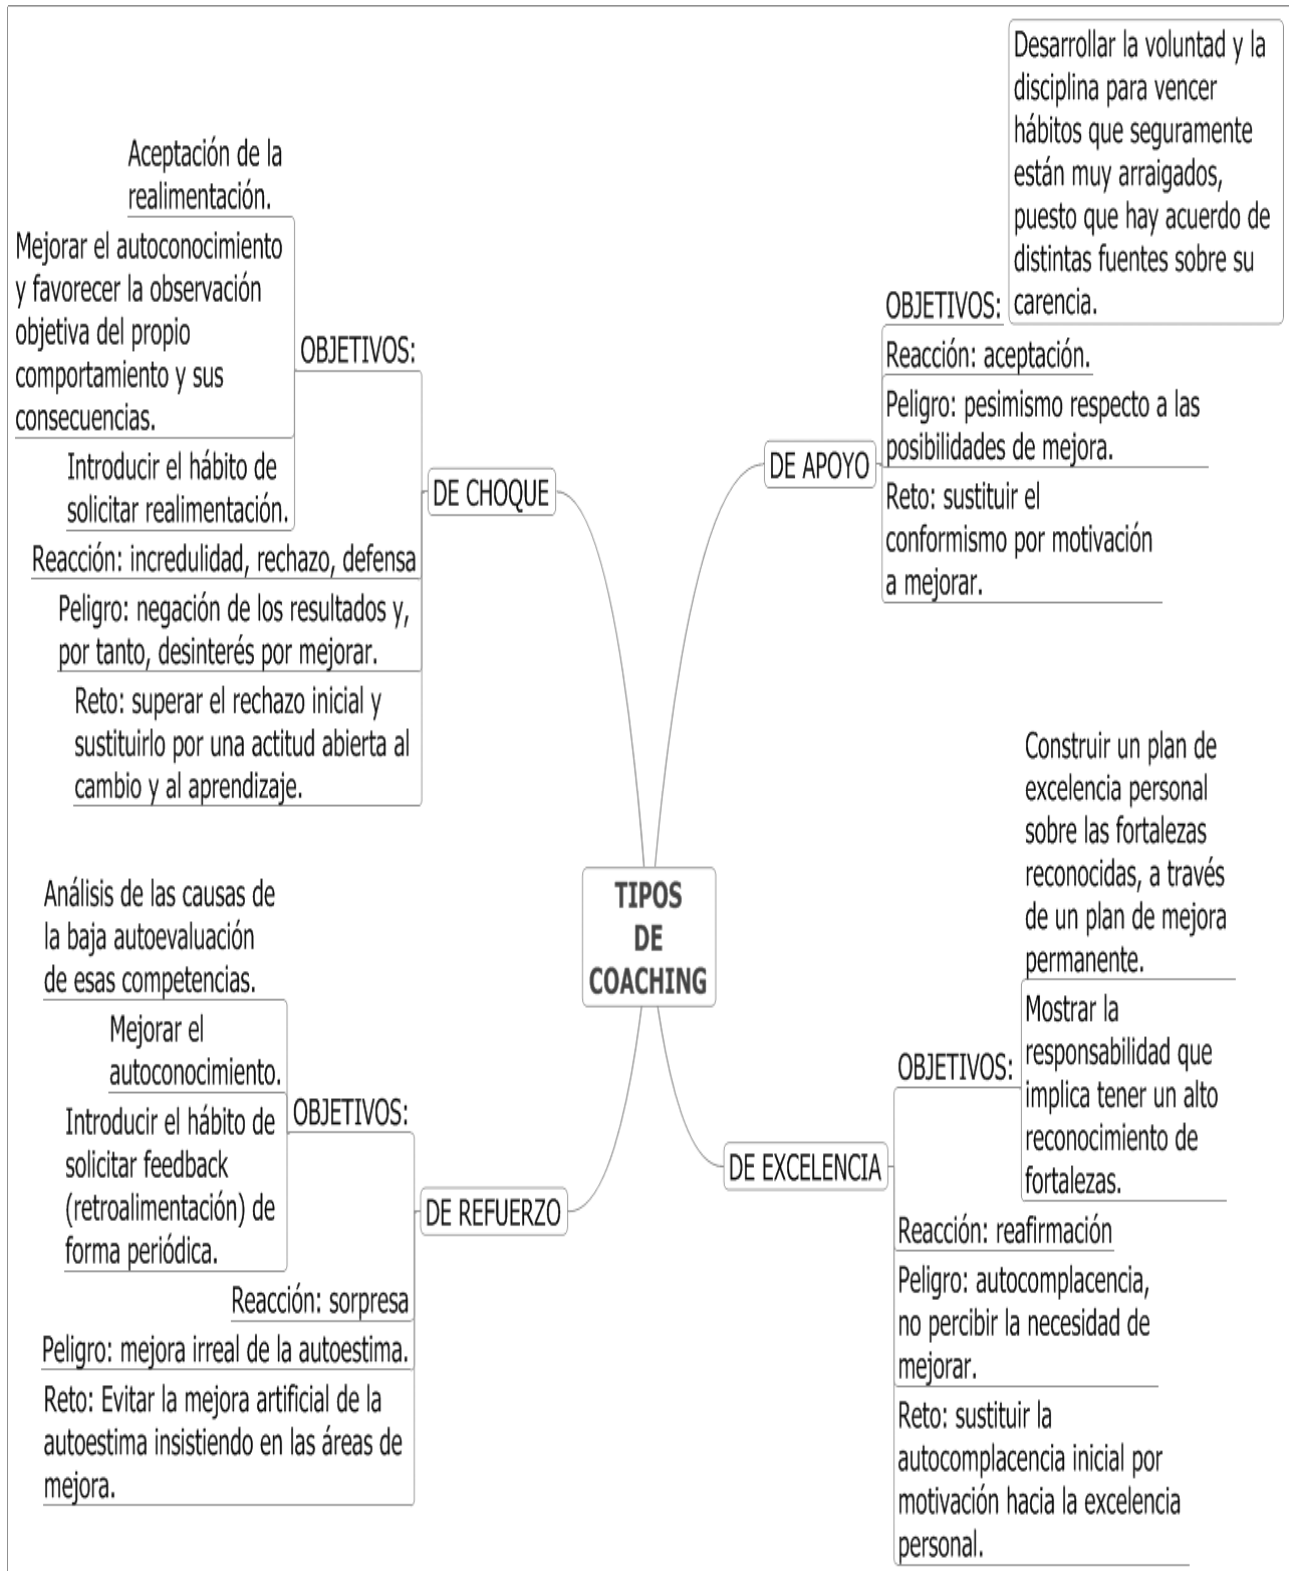 TIPOS
DE
COACHING
DE CHOQUE
OBJETIVOS:
Aceptación de la
realimentación.
Mejorar el autoconocimiento
y favorecer la observación
objetiva del propio
comportamiento y sus
consecuencias.
Introducir el hábito de
solicitar realimentación.
Reacción: incredulidad, rechazo, defensa
Peligro: negación de los resultados y,
por tanto, desinterés por mejorar.
Reto: superar el rechazo inicial y
sustituirlo por una actitud abierta al
cambio y al aprendizaje.
DE APOYO
OBJETIVOS:
Desarrollar la voluntad y la
disciplina para vencer
hábitos que seguramente
están muy arraigados,
puesto que hay acuerdo de
distintas fuentes sobre su
carencia.
Reacción: aceptación.
Peligro: pesimismo respecto a las
posibilidades de mejora.
Reto: sustituir el
conformismo por motivación
a mejorar.
DE REFUERZO
OBJETIVOS:
Análisis de las causas de
la baja autoevaluación
de esas competencias.
Mejorar el
autoconocimiento.
Introducir el hábito de
solicitar feedback
(retroalimentación) de
forma periódica.
Reacción: sorpresa
Peligro: mejora irreal de la autoestima.
Reto: Evitar la mejora artificial de la
autoestima insistiendo en las áreas de
mejora.
DE EXCELENCIA
OBJETIVOS:
Construir un plan de
excelencia personal
sobre las fortalezas
reconocidas, a través
de un plan de mejora
permanente.
Mostrar la
responsabilidad que
implica tener un alto
reconocimiento de
fortalezas.
Reacción: reafirmación
Peligro: autocomplacencia,
no percibir la necesidad de
mejorar.
Reto: sustituir la
autocomplacencia inicial por
motivación hacia la excelencia
personal.